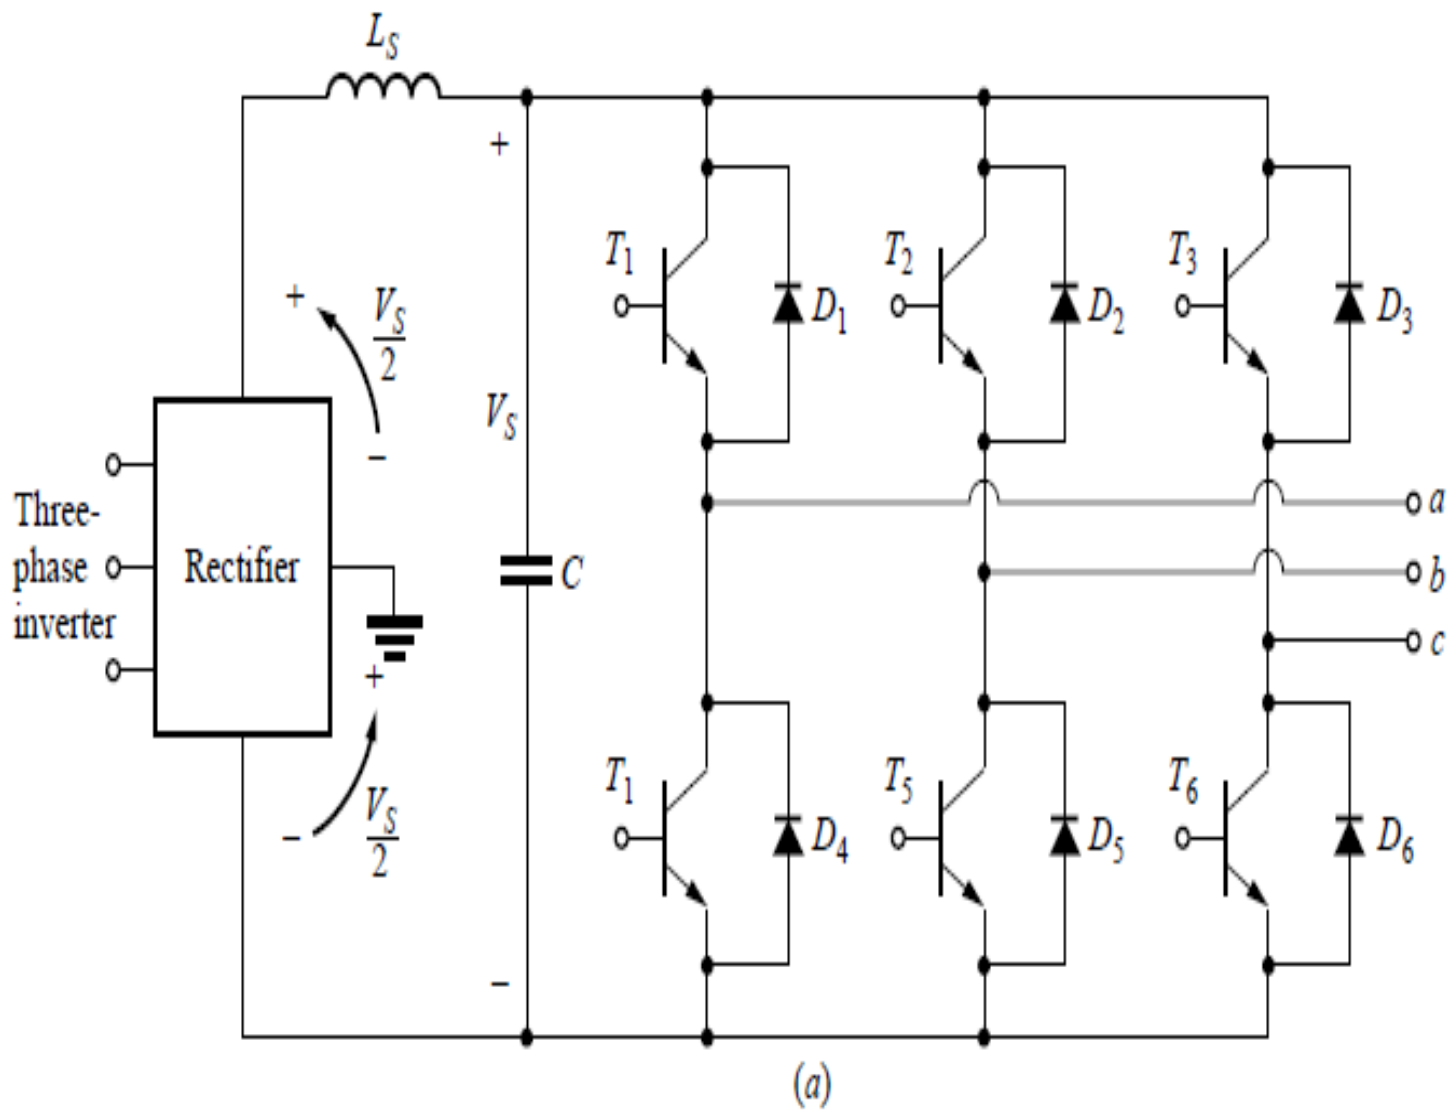 L_S
+
T_1
T_2
T_3
+
V_S
2
D_1
D_2
D_3
V_S
−
a
Three-
phase
inverter
Rectifier
C
b
c
+
T_1
T_5
T_6
−
V_S
2
D_4
D_5
D_6
−
(a)